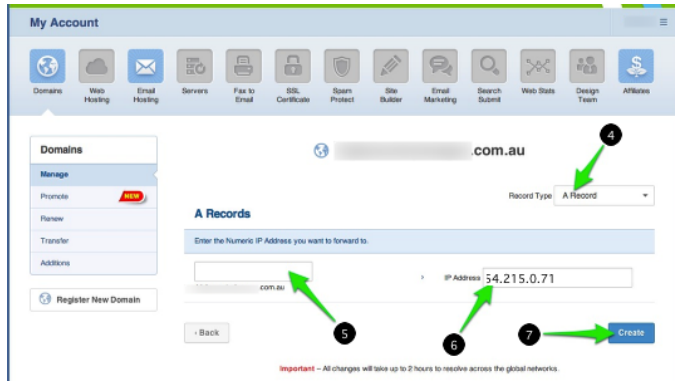 My Account
Domains
Web Hosting
Email Hosting
Servers
Fax to Email
SSL Certificate
Spam Protect
Site Builder
Email Marketing
Search Submit
Web Stats
Design Team
Affiliates
Domains
.com.au
4
Manage
Promote NEW
Record Type A Record
A Records
Renew
Transfer
Enter the Numeric IP Address you want to forward to.
Additions
IP Address 54.215.0.71
.com.au
Register New Domain
‹ Back
5
6
7
Create
Important – All changes will take up to 2 hours to resolve across the global networks.